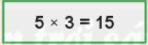 5 × 3 = 15